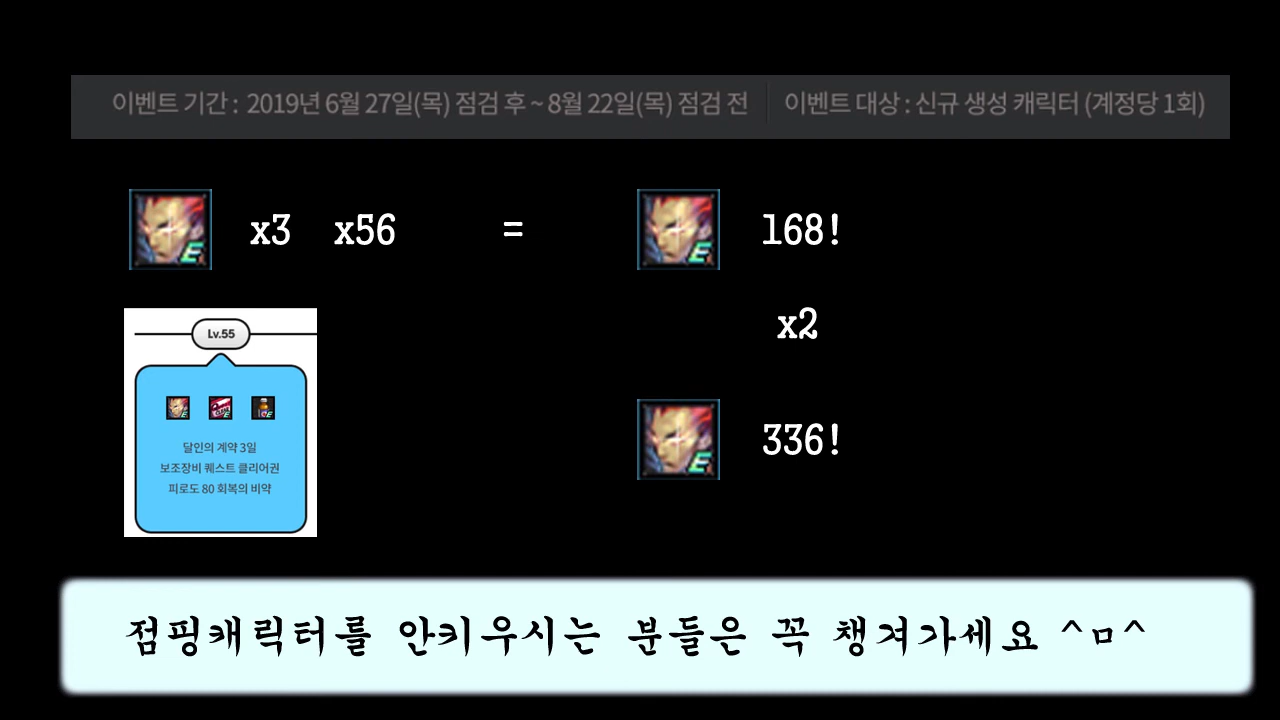 이벤트 기간 : 2019년 6월 27일(목) 점검 후 ~ 8월 22일(목) 점검 전 이벤트 대상 : 신규 생성 캐릭터 (계정당 1회)
x3 x56 = 168!
x2
336!
Lv.55
달인의 계약 3일
보조장비 퀘스트 클리어권
피로도 80 회복의 비약
점핑캐릭터를 안키우시는 분들은 꼭 챙겨가세요 ^ㅁ^